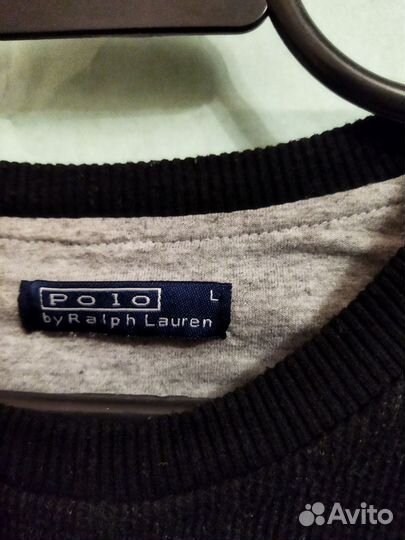 Polo L
by Ralph Lauren
Avito